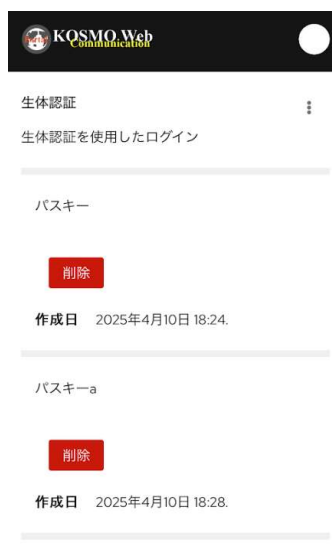 KOSMO Web
Communication
生体認証
生体認証を使用したログイン
パスキー
削除
作成日 2025年4月10日 18:24.
パスキーa
削除
作成日 2025年4月10日 18:28.